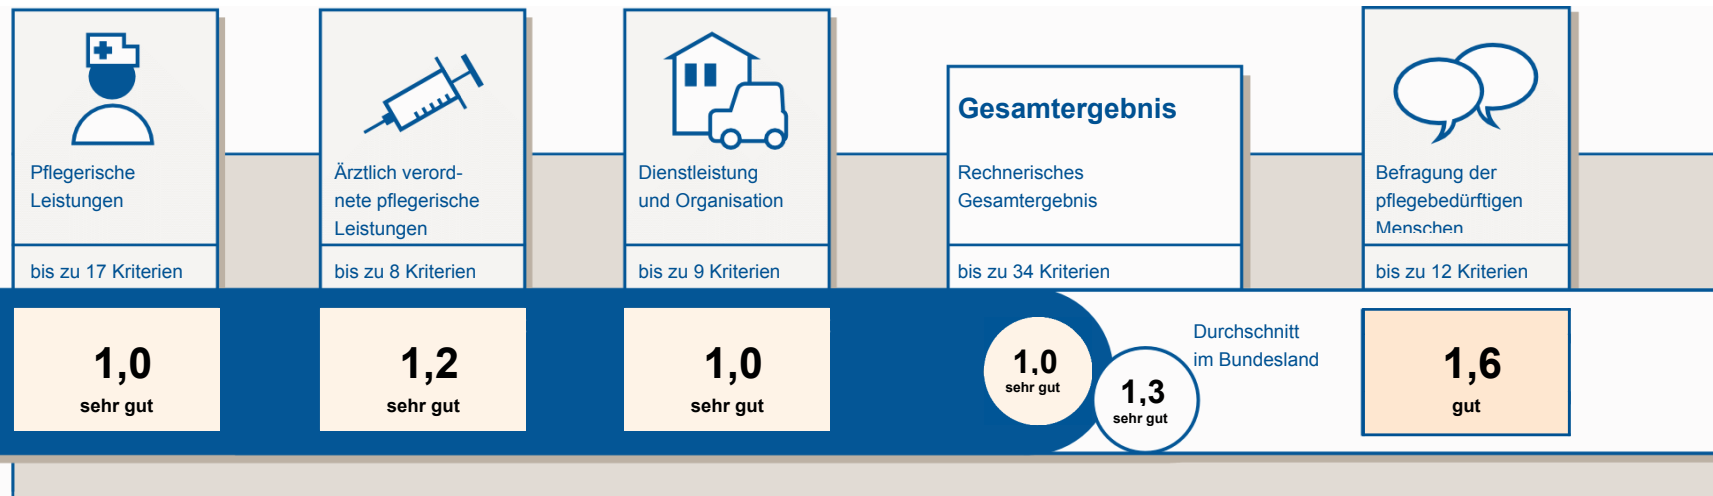 Pflegerische
Leistungen
bis zu 17 Kriterien
1,0
sehr gut
Ärztlich verord-
nete pflegerische
Leistungen
bis zu 8 Kriterien
1,2
sehr gut
Dienstleistung
und Organisation
bis zu 9 Kriterien
1,0
sehr gut
Gesamtergebnis
Rechnerisches
Gesamtergebnis
bis zu 34 Kriterien
1,0
sehr gut
1,3
sehr gut
Durchschnitt
im Bundesland
Befragung der
pflegebedürftigen
Menschen
bis zu 12 Kriterien
1,6
gut